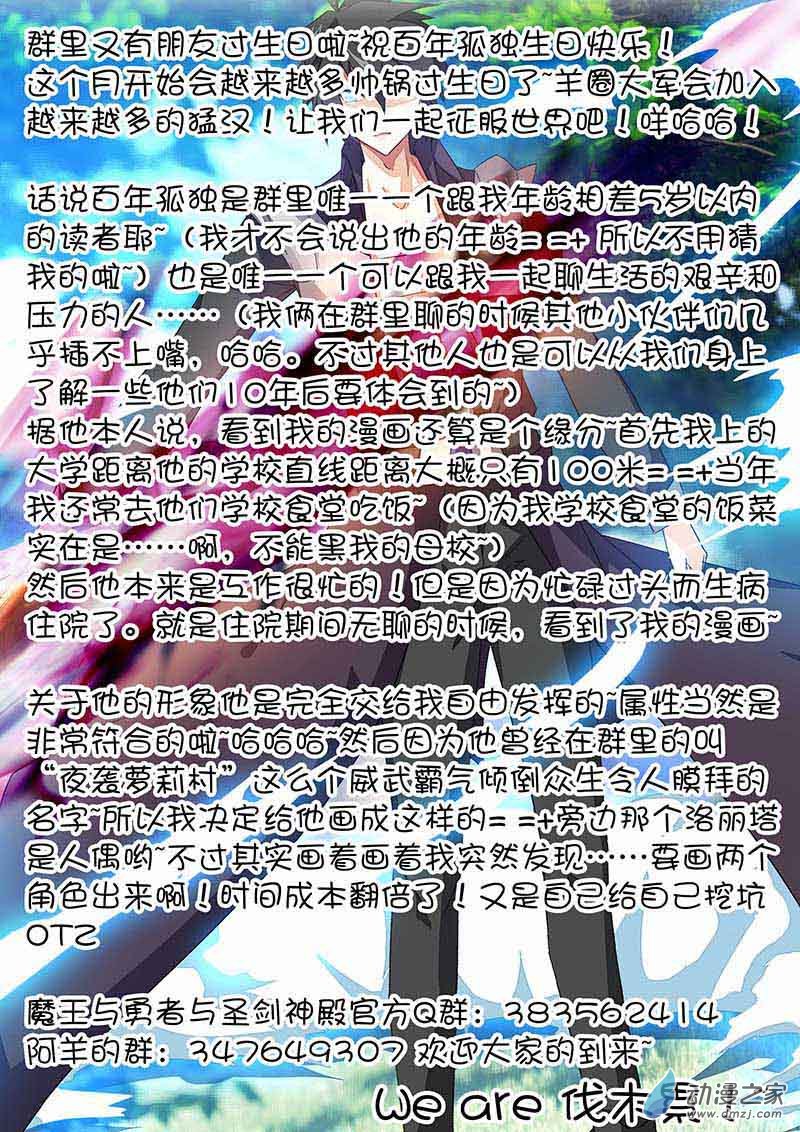 群里又有朋友过生日啦~祝百年孤独生日快乐！
这个月开始会越来越多帅锅过生日了~羊圈大军会加入
越来越多的猛汉！让我们一起征服世界吧！咩哈哈！
话说百年孤独是群里唯一一个跟我年龄相差5岁以内
的读者耶~（我才不会说出他的年龄= =+ 所以不用猜
我的啦~）也是唯一一个可以跟我一起聊生活的艰辛和
压力的人……（我俩在群里聊的时候其他小伙伴们几
乎插不上嘴，哈哈。不过其他人也是可以从我们身上
了解一些他们10年后要体会到的~）
据他本人说，看到我的漫画还算是个缘分~首先我上的
大学距离他的学校直线距离大概只有100米= =+当年
我还常去他们学校食堂吃饭~（因为我学校食堂的饭菜
实在是……啊，不能黑我的母校~）
然后他本来是工作很忙的！但是因为忙碌过头而生病
住院了。就是住院期间无聊的时候，看到了我的漫画~
关于他的形象他是完全交给我自由发挥的~属性当然是
非常符合的啦~哈哈哈~然后因为他曾经在群里的叫
“夜袭萝莉村”这么个威武霸气倾倒众生令人膜拜的
名字~所以我决定给他画成这样的= =+旁边那个洛丽塔
是人偶哟~不过其实画着画着我突然发现……要画两个
角色出来啊！时间成本翻倍了！又是自己给自己挖坑
OTZ
魔王与勇者与圣剑神殿官方Q群：383562414
阿羊的群：347649307 欢迎大家的到来~
We are 伐木累！
动漫之家
www.dmzj.com